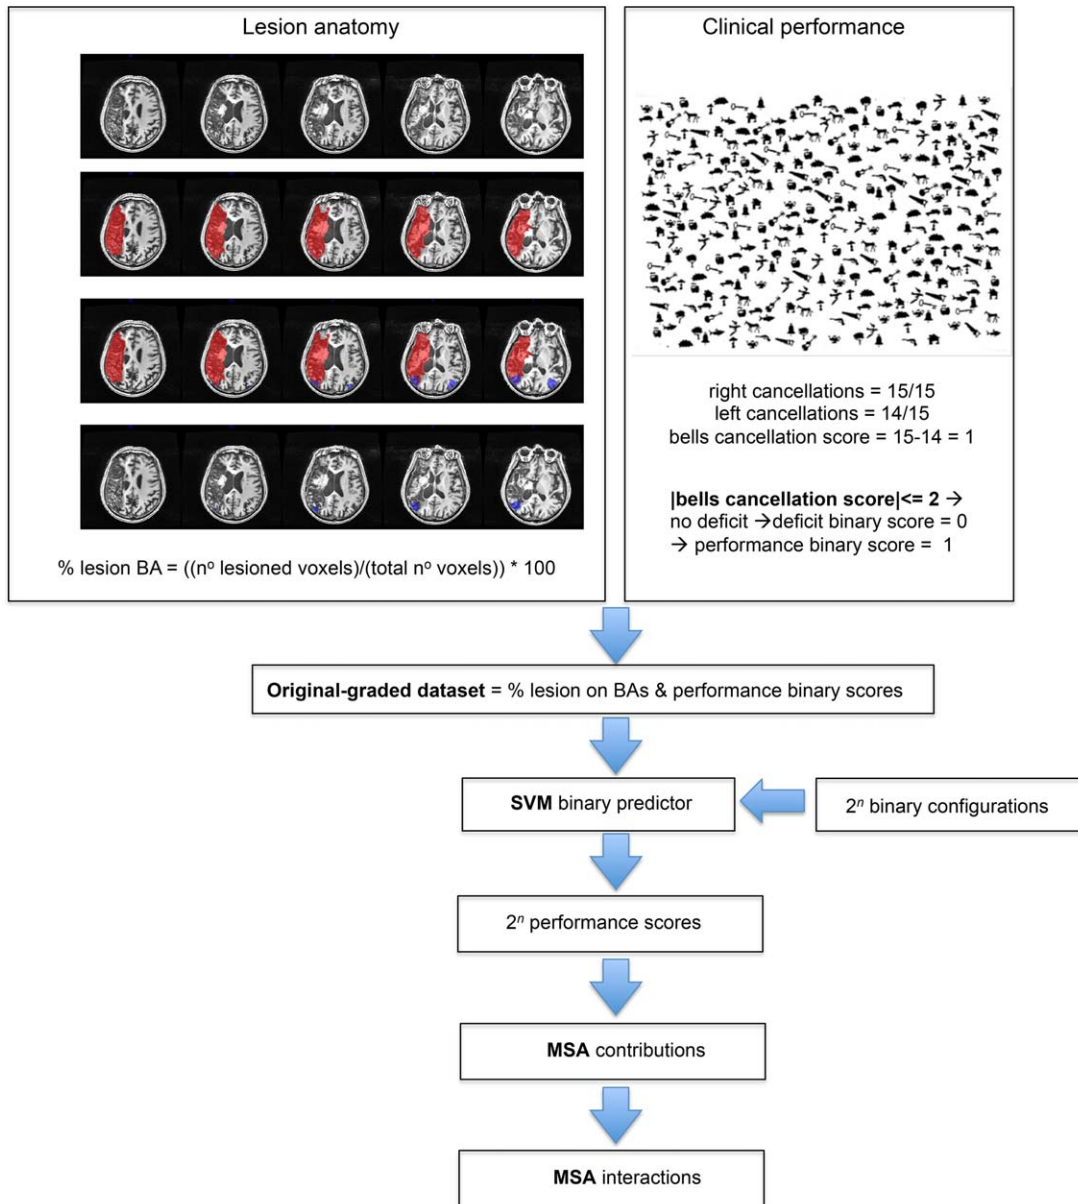 Lesion anatomy
% lesion BA = ((nº lesioned voxels)/(total nº voxels)) * 100
Clinical performance
right cancellations = 15/15
left cancellations = 14/15
bells cancellation score = 15-14 = 1
|bells cancellation score|<= 2 →
no deficit →deficit binary score = 0
→ performance binary score = 1
Original-graded dataset = % lesion on BAs & performance binary scores
SVM binary predictor
2ⁿ binary configurations
2ⁿ performance scores
MSA contributions
MSA interactions